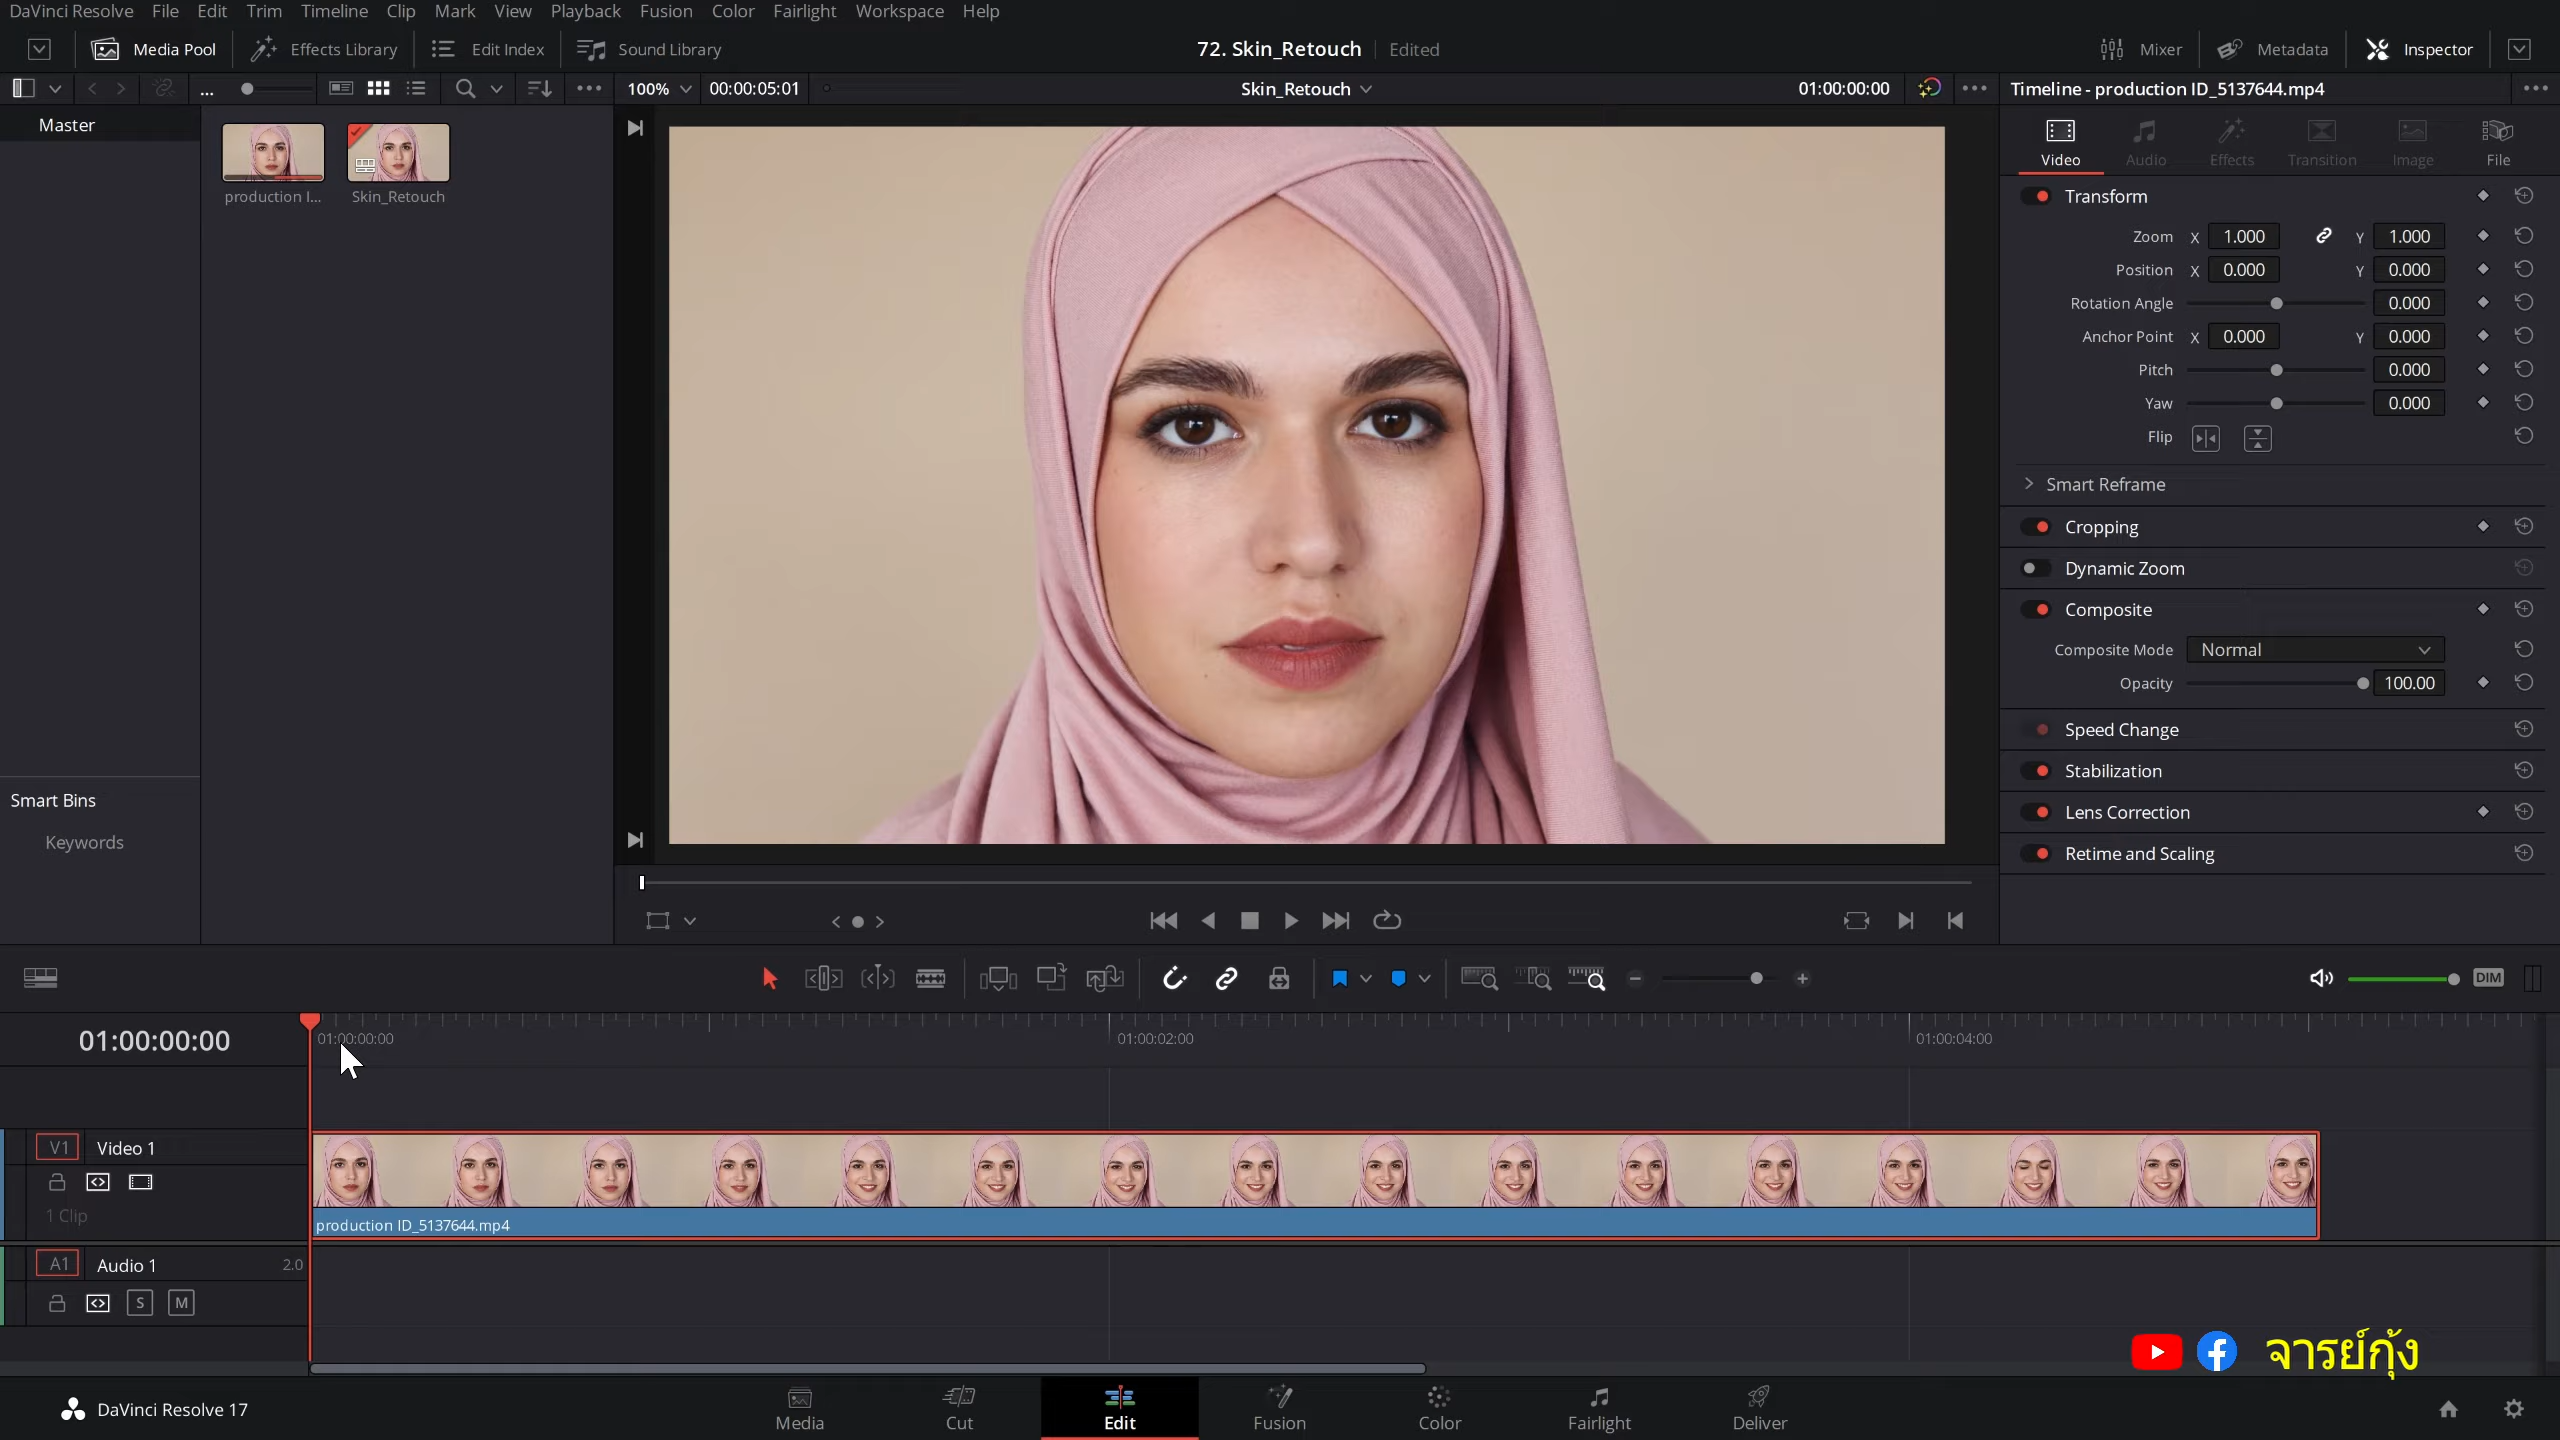 DaVinci Resolve File Edit Trim Timeline Clip Mark View Playback Fusion Color Fairlight Workspace Help
Media Pool Effects Library Edit Index Sound Library 72. Skin_Retouch Edited Mixer Metadata Inspector
... 100% 00:00:05:01 Skin_Retouch 01:00:00:00 Timeline - production ID_5137644.mp4
Master
Video Audio Effects Transition Image File
production I... Skin_Retouch
Transform
Zoom X 1.000 Y 1.000
Position X 0.000 Y 0.000
Rotation Angle 0.000
Anchor Point X 0.000 Y 0.000
Pitch 0.000
Yaw 0.000
Flip
Smart Reframe
Cropping
Dynamic Zoom
Composite
Composite Mode Normal
Opacity 100.00
Speed Change
Stabilization
Lens Correction
Retime and Scaling
Smart Bins
Keywords
DIM
01:00:00:00 01:00:00:00 01:00:02:00 01:00:04:00
V1 Video 1
1 Clip
production ID_5137644.mp4
A1 Audio 1 2.0
S M
จารย์กุ้ง
DaVinci Resolve 17 Media Cut Edit Fusion Color Fairlight Deliver